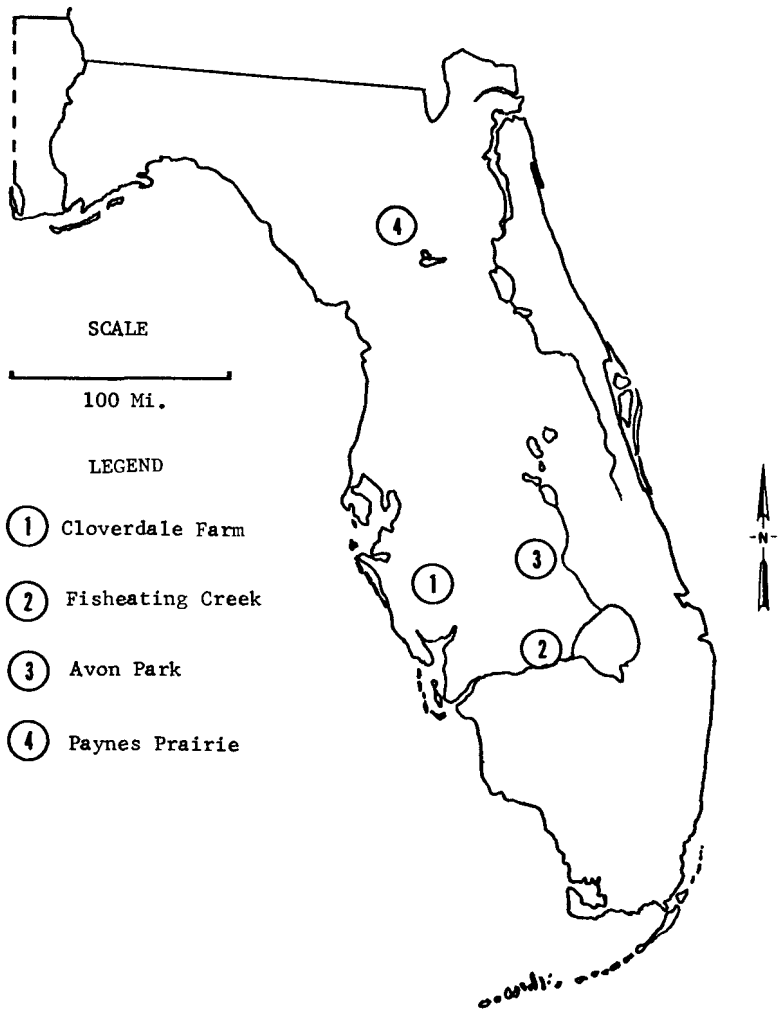 4
SCALE
100 Mi.
LEGEND
1 Cloverdale Farm
2 Fisheating Creek
3 Avon Park
4 Paynes Prairie
3
1
2
-N-